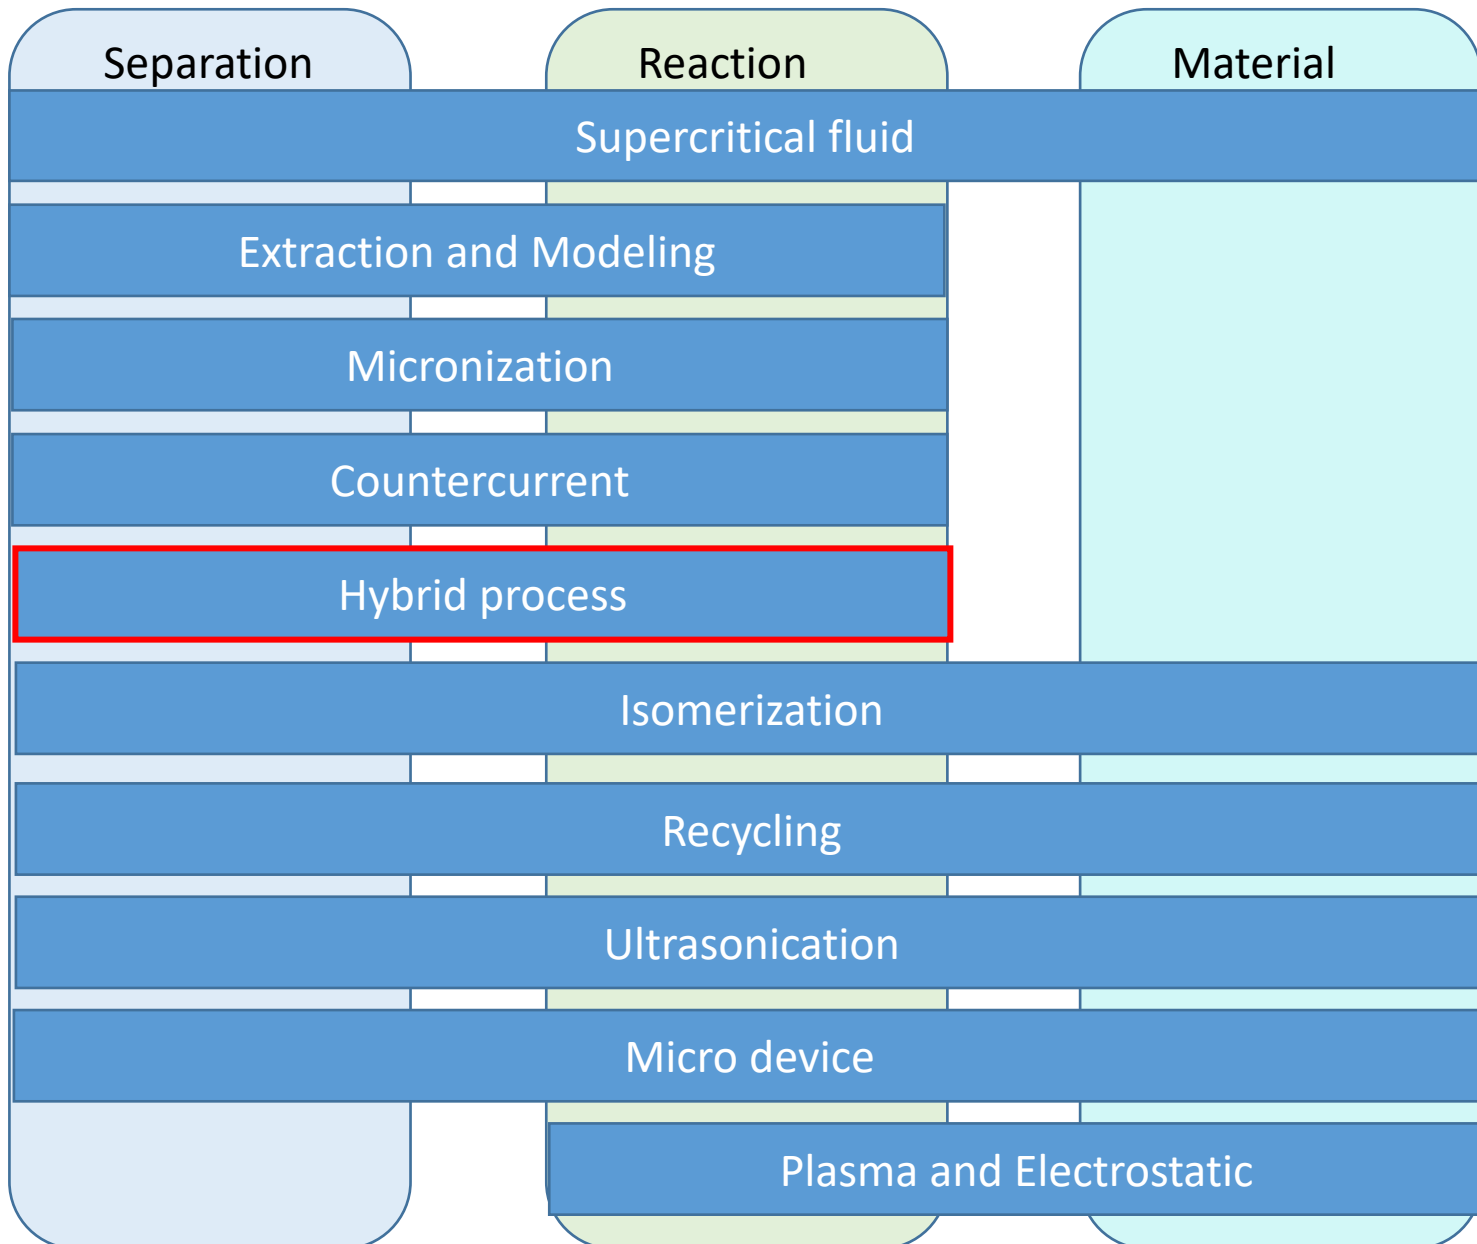 Separation
Reaction
Material
Supercritical fluid
Extraction and Modeling
Micronization
Countercurrent
Hybrid process
Isomerization
Recycling
Ultrasonication
Micro device
Plasma and Electrostatic